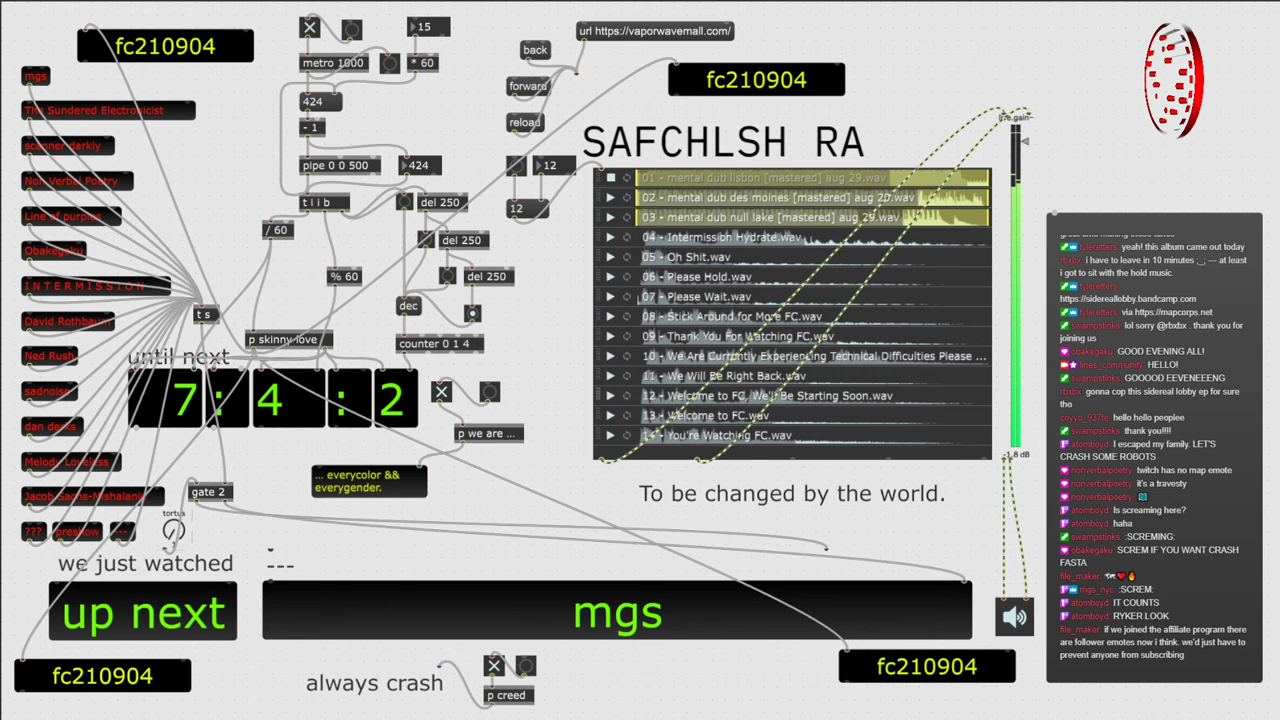 fc210904
mgs
The Sundered Electronicist
scanner darkly
Non Verbal Poetry
Line of purples
Obakegaku
I N T E R M I S S I O N
David Rothbaum
Ned Rush
sadnoise
dan derks
Melody Loveless
Jacob Sachs-Mishalanie
???
preshow
---
15
metro 1000
* 60
424
- 1
pipe 0 0 500
424
t i i b
del 250
/ 60
del 250
% 60
del 250
dec
t s
p skinny love
counter 0 1 4
until next
7 : 4 : 2
p we are ...
... everycolor &&
everygender.
gate 2
tortus
we just watched
---
up next
mgs
fc210904
always crash
p creed
fc210904
url https://vaporwavemall.com/
back
forward
reload
12
12
fc210904
SAFCHLSH RA
live.gain~
01 - mental dub lisbon [mastered] aug 29.wav
02 - mental dub des moines [mastered] aug 29.wav
03 - mental dub null lake [mastered] aug 29.wav
04 - Intermission Hydrate.wav
05 - Oh Shit.wav
06 - Please Hold.wav
07 - Please Wait.wav
08 - Stick Around for More FC.wav
09 - Thank You For Watching FC.wav
10 - We Are Currently Experiencing Technical Difficulties Please ...
11 - We Will Be Right Back.wav
12 - Welcome to FC, We'll Be Starting Soon.wav
13 - Welcome to FC.wav
14 - You're Watching FC.wav
-1.8 dB
To be changed by the world.
tyleretters: yeah! this album came out today
rbxbx: i have to leave in 10 minutes ;_; — at least
i got to sit with the hold music.
tyleretters:
https://sidereallobby.bandcamp.com
tyleretters: via https://mapcorps.net
swampstinks: lol sorry @rbxbx . thank you for
joining us
obakegaku: GOOD EVENING ALL!
lines_community: HELLO!
swampstinks: GOOOOD EEVENEEENG
rbxbx: gonna cop this sidereal lobby ep for sure
tho
coyyo_937te: hello hello peoplee
swampstinks: thank you!!!!
atomboyd: I escaped my family. LET'S
CRASH SOME ROBOTS
nonverbalpoetry: twitch has no map emote
nonverbalpoetry: it's a travesty
nonverbalpoetry:
atomboyd: Is screaming here?
atomboyd: haha
swampstinks: :SCREMING:
obakegaku: SCREM IF YOU WANT CRASH
FASTA
file_maker: 🗺❤🔥
mgs_nyc: :SCREM:
atomboyd: IT COUNTS
atomboyd: RYKER LOOK
file_maker: if we joined the affiliate program there
are follower emotes now i think. we'd just have to
prevent anyone from subscribing